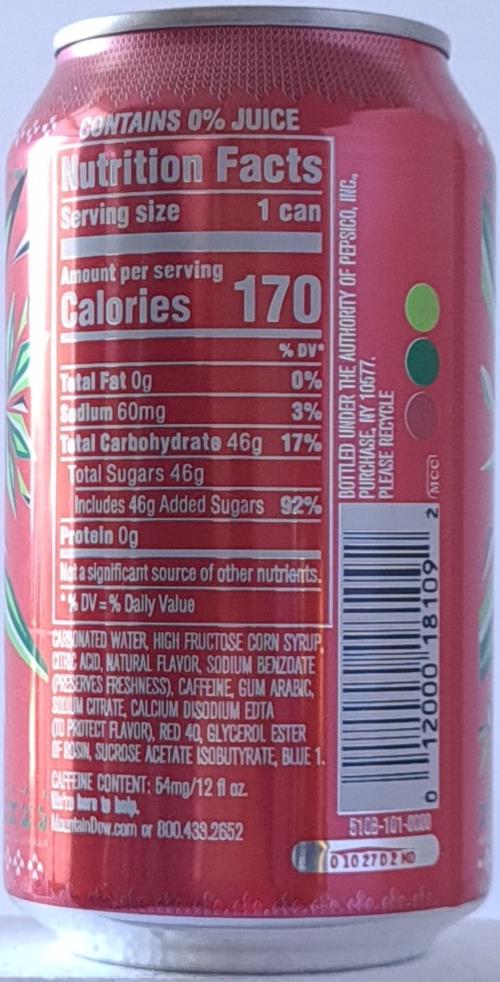 CONTAINS 0% JUICE
Nutrition Facts
Serving size 1 can
Amount per serving
Calories 170
% DV*
Total Fat 0g 0%
Sodium 60mg 3%
Total Carbohydrate 46g 17%
Total Sugars 46g
Includes 46g Added Sugars 92%
Protein 0g
Not a significant source of other nutrients.
* % DV = % Daily Value
CARBONATED WATER, HIGH FRUCTOSE CORN SYRUP,
CITRIC ACID, NATURAL FLAVOR, SODIUM BENZOATE
(PRESERVES FRESHNESS), CAFFEINE, GUM ARABIC,
SODIUM CITRATE, CALCIUM DISODIUM EDTA
(TO PROTECT FLAVOR), RED 40, GLYCEROL ESTER
OF ROSIN, SUCROSE ACETATE ISOBUTYRATE, BLUE 1.
CAFFEINE CONTENT: 54mg/12 fl oz.
We're here to help.
MountainDew.com or 800.433.2652
BOTTLED UNDER THE AUTHORITY OF PEPSICO, INC.,
PURCHASE, NY 10577.
PLEASE RECYCLE
MCC
0 12000 18109 2
51CB-101-0000
0 10 27 0 2 HD